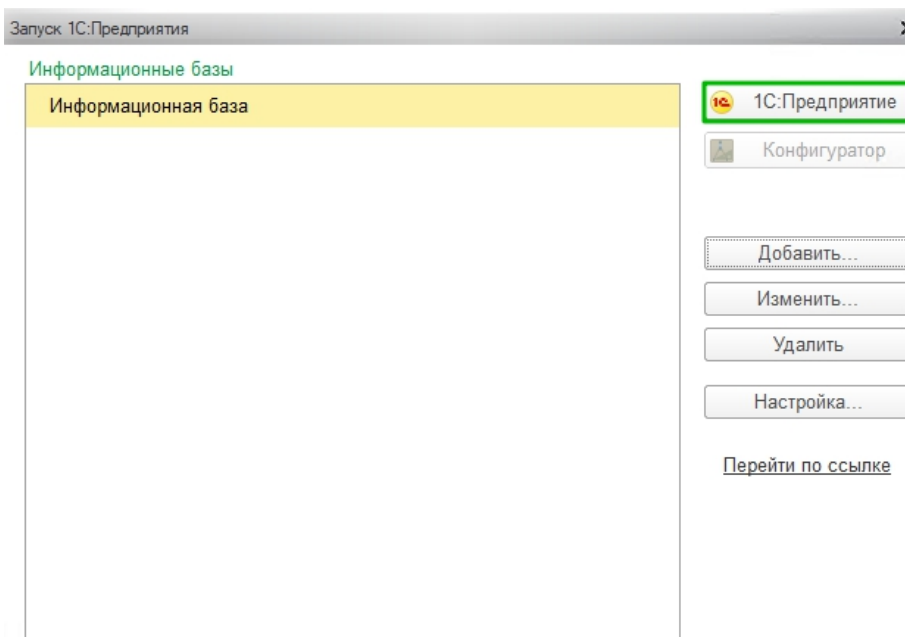 Запуск 1С:Предприятия
Информационные базы
Информационная база
1С:Предприятие
Конфигуратор
Добавить...
Изменить...
Удалить
Настройка...
Перейти по ссылке